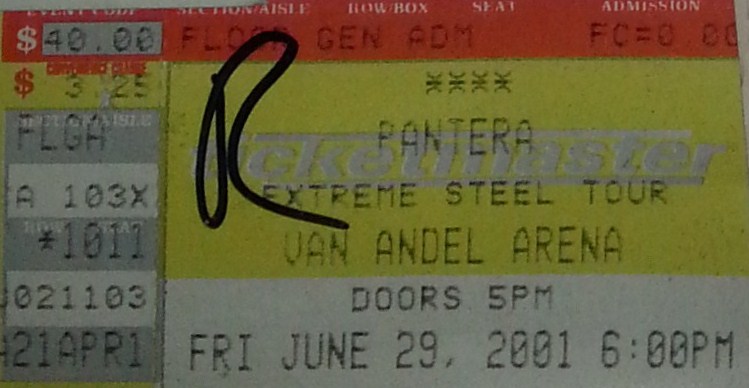 EVENT CODE SECTION/AISLE ROW/BOX SEAT ADMISSION
$ 40.00 FLOOR GEN ADM FC=0.00
$ 3.25 ****
FLGA PANTERA
ticketmaster
A 103X EXTREME STEEL TOUR
*1011 VAN ANDEL ARENA
021103 DOORS 5PM
21APR1 FRI JUNE 29, 2001 6:00PM
R